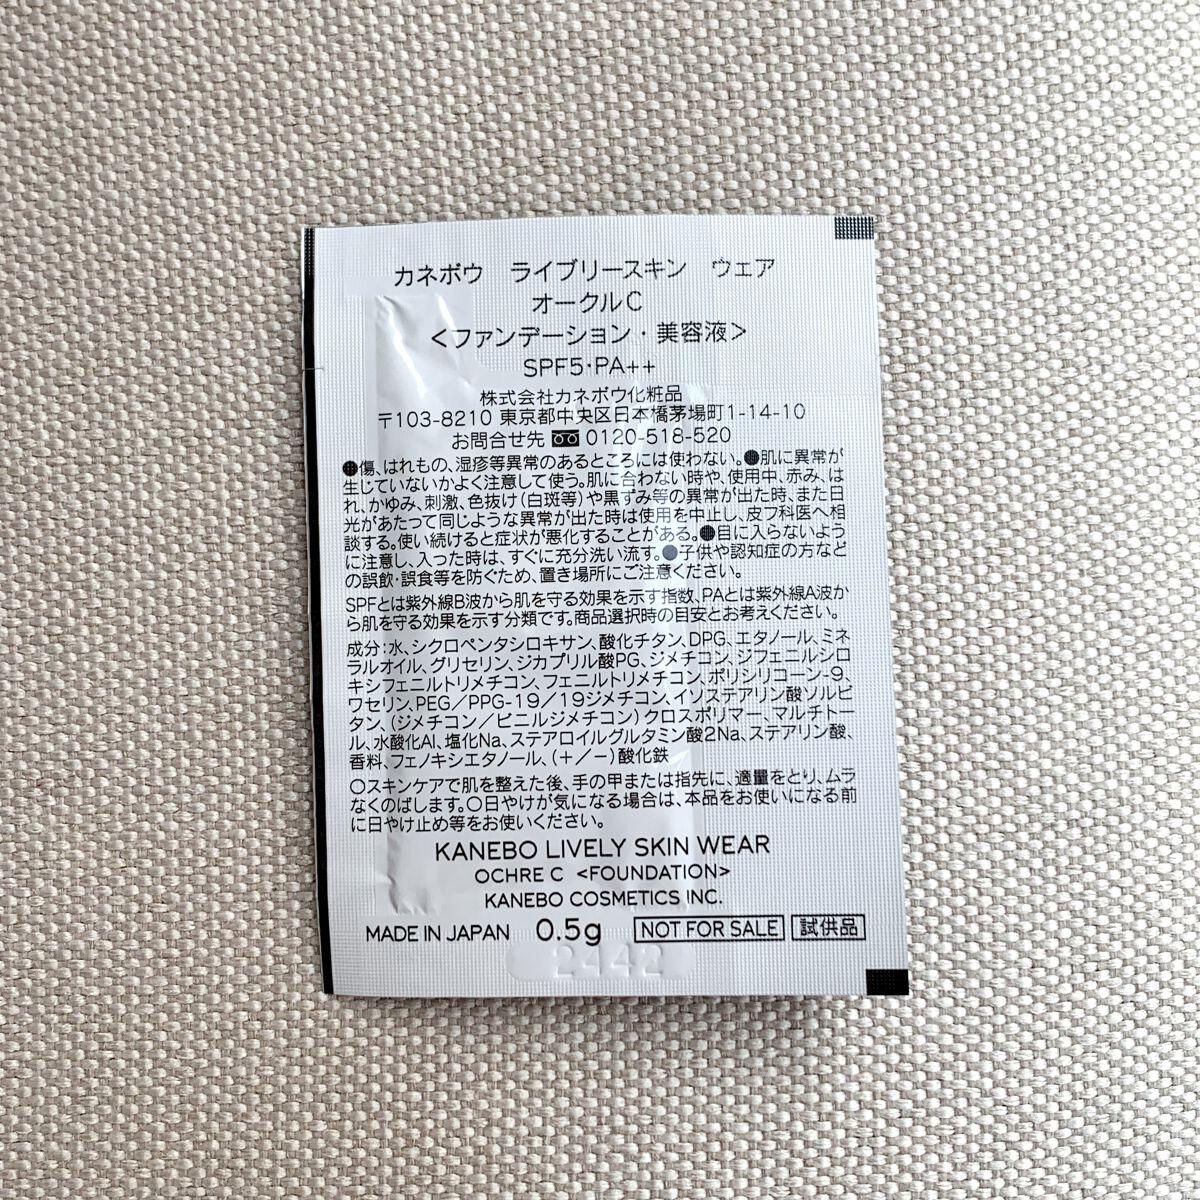 カネボウ ライブリースキン ウェア
オークルC
<ファンデーション・美容液>
SPF5・PA++
株式会社カネボウ化粧品
〒103-8210 東京都中央区日本橋茅場町1-14-10
お問合せ先 0120-518-520
●傷、はれもの、湿疹等異常のあるところには使わない。●肌に異常が
生じていないかよく注意して使う。肌に合わない時や、使用中、赤み、は
れ、かゆみ、刺激、色抜け(白斑等)や黒ずみ等の異常が出た時、また日
光があたって同じような異常が出た時は使用を中止し、皮フ科医へ相
談する。使い続けると症状が悪化することがある。●目に入らないよう
に注意し、入った時は、すぐに充分洗い流す。●子供や認知症の方など
の誤飲・誤食等を防ぐため、置き場所にご注意ください。
SPFとは紫外線B波から肌を守る効果を示す指数、PAとは紫外線A波か
ら肌を守る効果を示す分類です。商品選択時の目安とお考えください。
成分:水、シクロペンタシロキサン、酸化チタン、DPG、エタノール、ミネ
ラルオイル、グリセリン、ジカプリル酸PG、ジメチコン、ジフェニルシロ
キシフェニルトリメチコン、フェニルトリメチコン、ポリシリコーン-9、
ワセリン、PEG/PPG-19/19ジメチコン、イソステアリン酸ソルビ
タン、(ジメチコン/ビニルジメチコン)クロスポリマー、マルチトー
ル、水酸化Al、塩化Na、ステアロイルグルタミン酸2Na、ステアリン酸、
香料、フェノキシエタノール、(+/-)酸化鉄
○スキンケアで肌を整えた後、手の甲または指先に、適量をとり、ムラ
なくのばします。○日やけが気になる場合は、本品をお使いになる前
に日やけ止め等をお使いください。
KANEBO LIVELY SKIN WEAR
OCHRE C <FOUNDATION>
KANEBO COSMETICS INC.
MADE IN JAPAN 0.5g NOT FOR SALE 試供品
2442